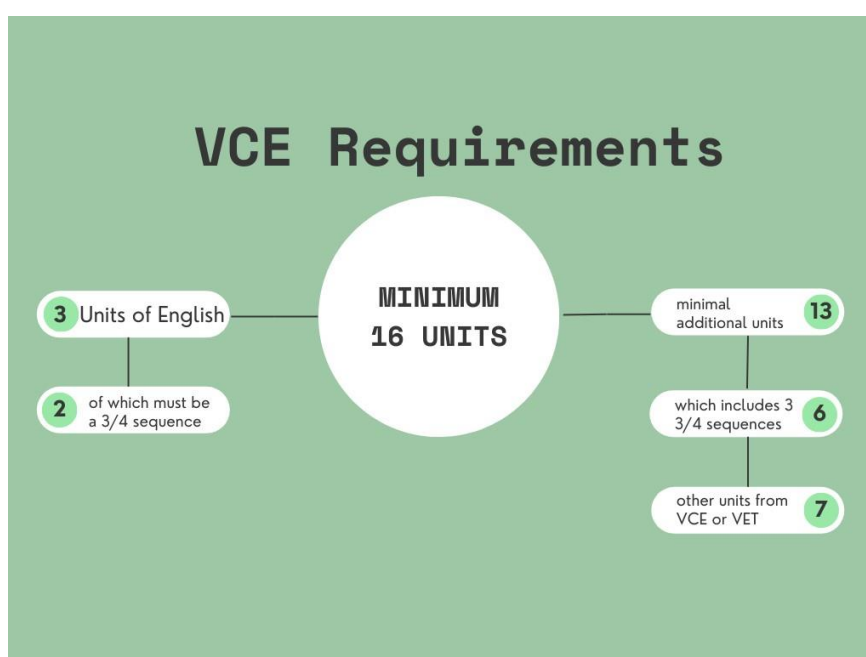 VCE Requirements
MINIMUM
16 UNITS
3 Units of English
2 of which must be
a 3/4 sequence
minimal
additional units
13
which includes 3
3/4 sequences
6
other units from
VCE or VET
7